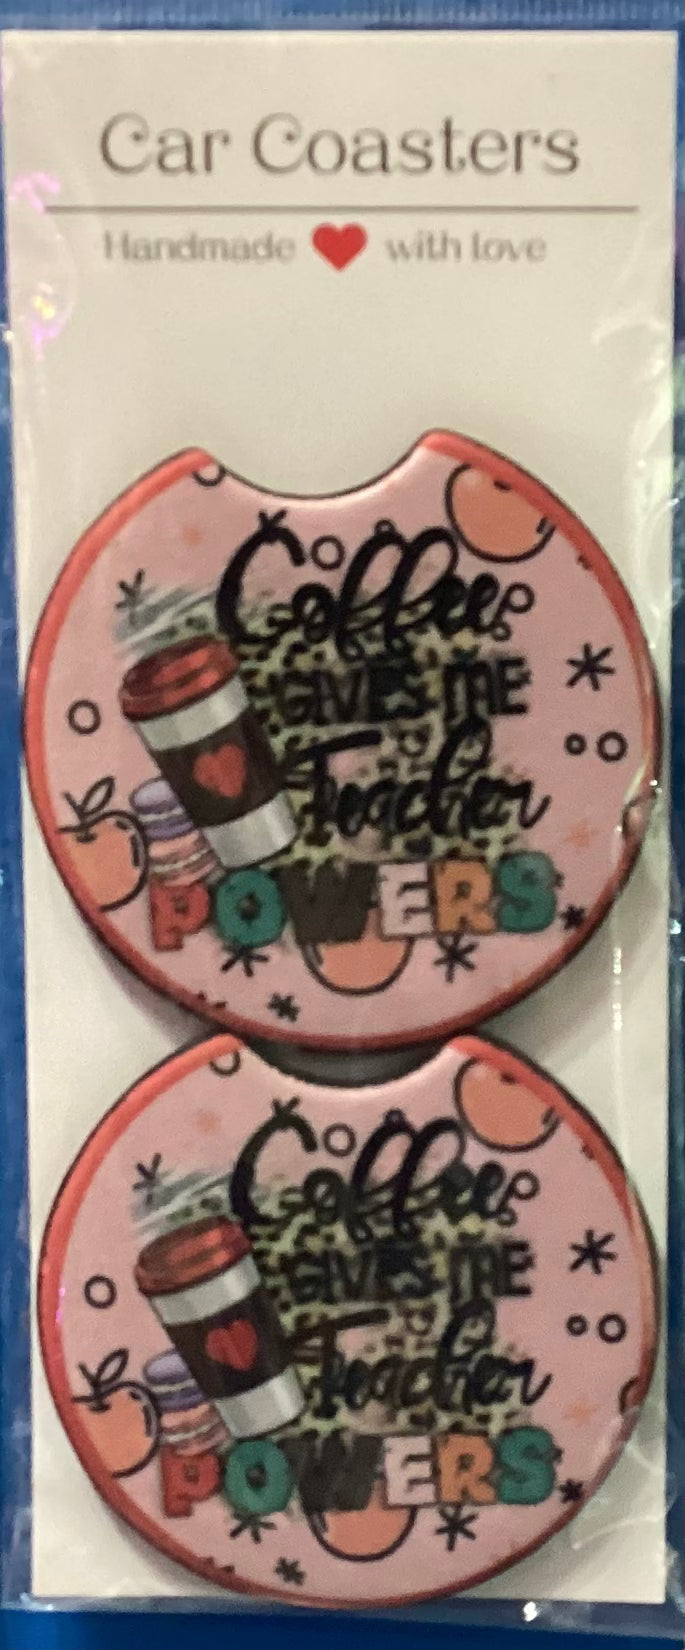 Car Coasters
Handmade ❤ with love
Coffee
GIVES ME
Teacher
POWERS
Coffee
GIVES ME
Teacher
POWERS